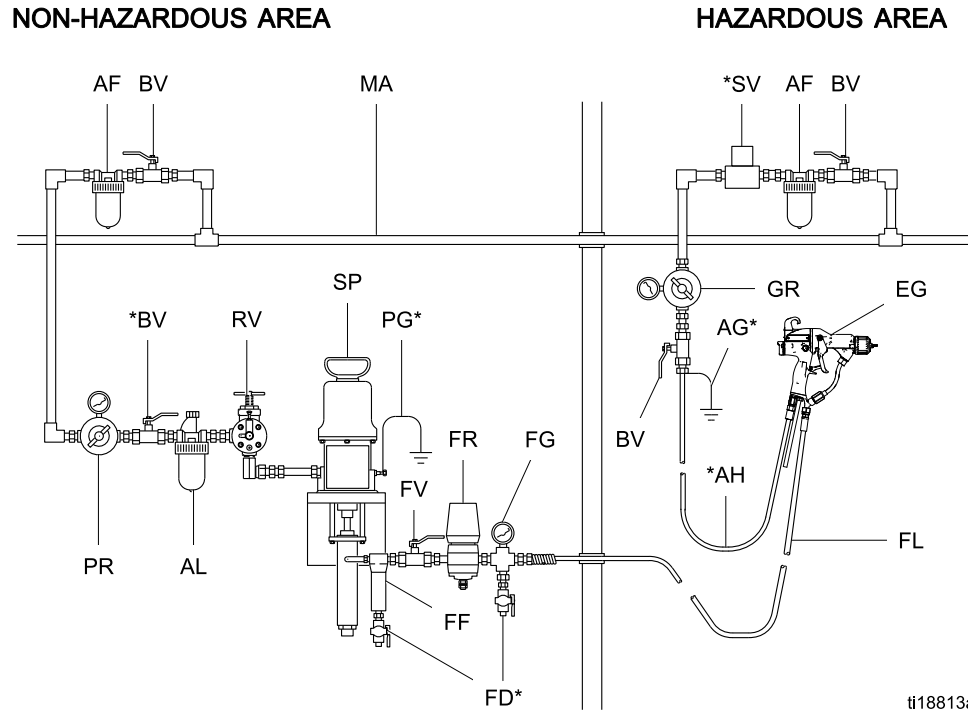 NON-HAZARDOUS AREA
HAZARDOUS AREA
AF BV MA *SV AF BV
SP GR EG
*BV RV PG* AG*
FR FG BV
FV *AH
PR AL FL
FF
FD*
ti18813a